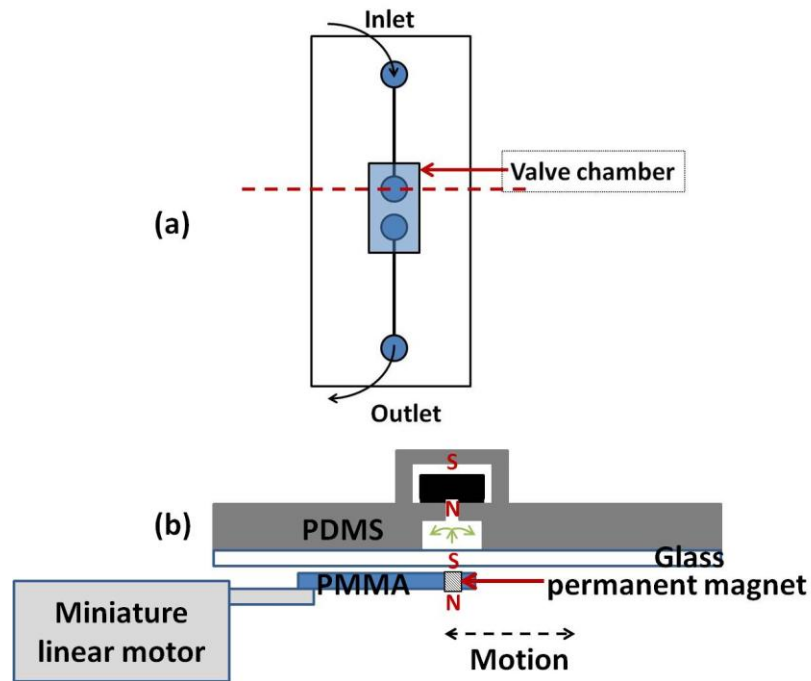 Inlet
Valve chamber
(a)
Outlet
S
N
(b)
PDMS
S
Glass
PMMA
permanent magnet
N
Miniature
linear motor
Motion